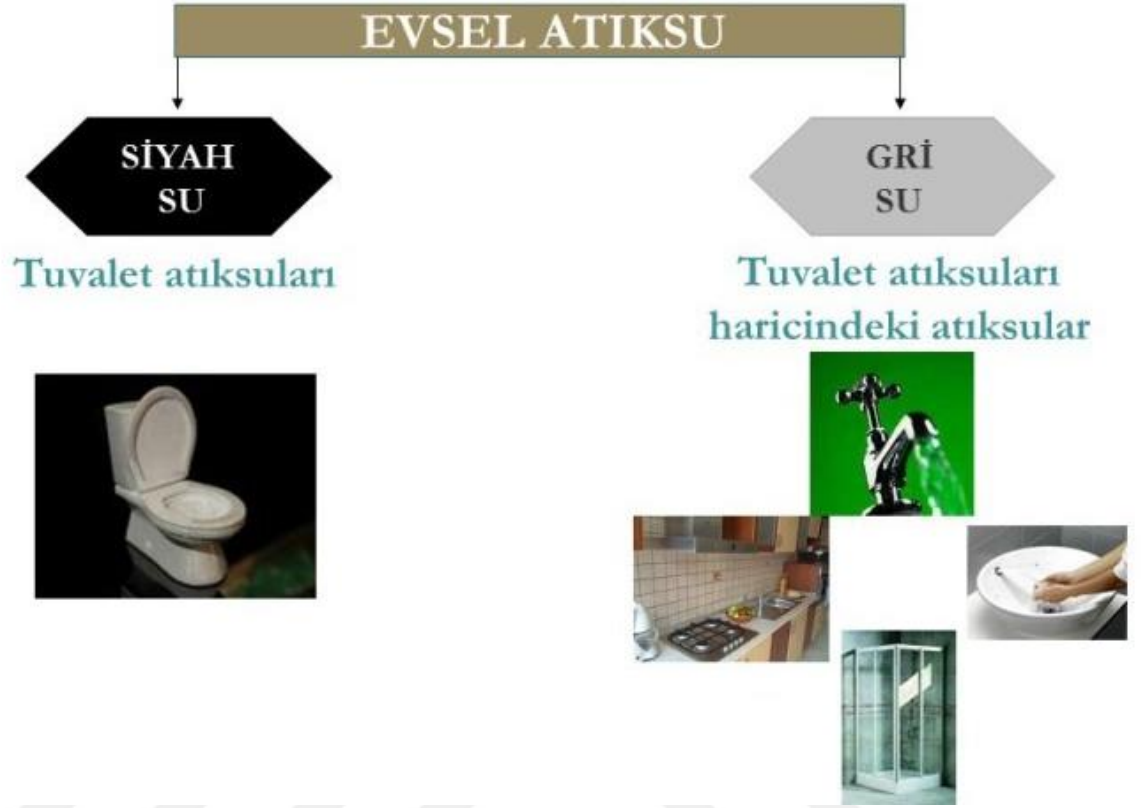 EVSEL ATIKSU
SİYAH
SU
Tuvalet atıksuları
GRİ
SU
Tuvalet atıksuları
haricindeki atıksular